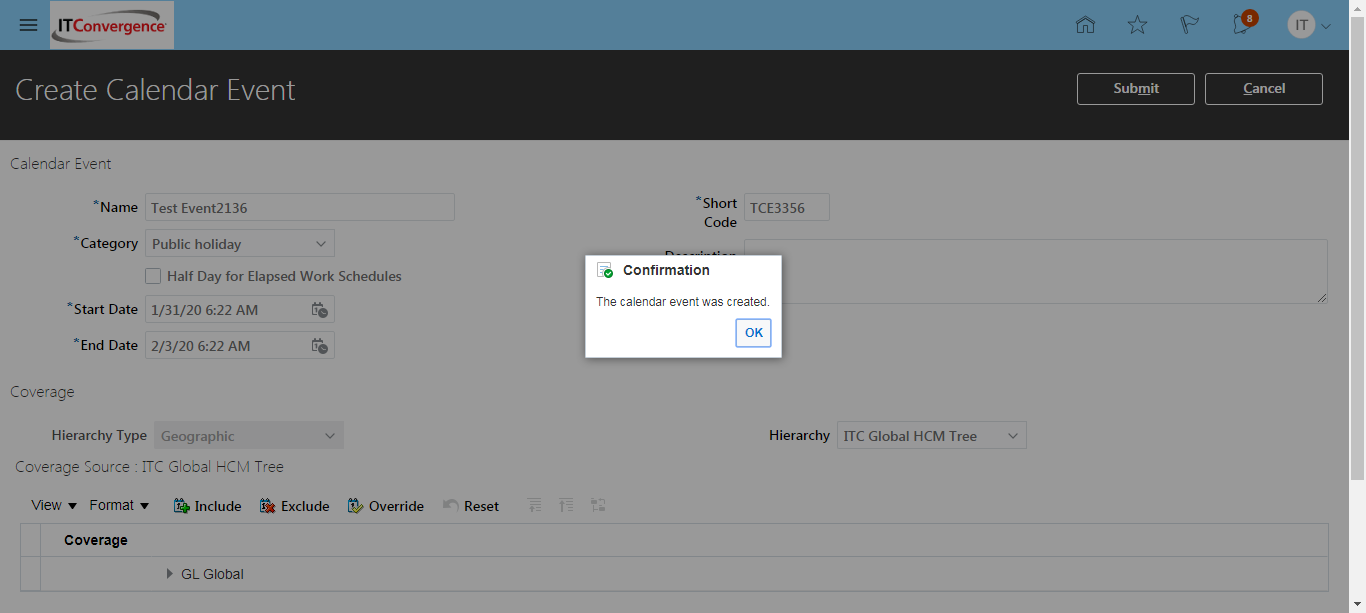 ITConvergence
8
IT
Create Calendar Event
Submit
Cancel
Calendar Event
*Name
Test Event2136
*Short Code
TCE3356
*Category
Public holiday
Description
Half Day for Elapsed Work Schedules
*Start Date
1/31/20 6:22 AM
*End Date
2/3/20 6:22 AM
Confirmation
The calendar event was created.
OK
Coverage
Hierarchy Type
Geographic
Hierarchy
ITC Global HCM Tree
Coverage Source : ITC Global HCM Tree
View
Format
Include
Exclude
Override
Reset
Coverage
GL Global